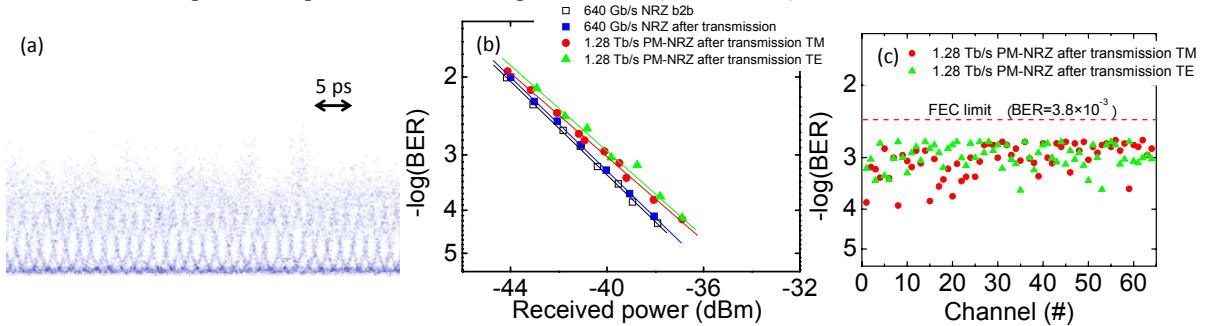 (a)
5 ps
(b)
640 Gb/s NRZ b2b
640 Gb/s NRZ after transmission
1.28 Tb/s PM-NRZ after transmission TM
1.28 Tb/s PM-NRZ after transmission TE
-log(BER)
2
3
4
5
-44 -40 -36 -32
Received power (dBm)
(c)
1.28 Tb/s PM-NRZ after transmission TM
1.28 Tb/s PM-NRZ after transmission TE
FEC limit (BER=3.8×10⁻³)
-log(BER)
2
3
4
5
0 10 20 30 40 50 60
Channel (#)